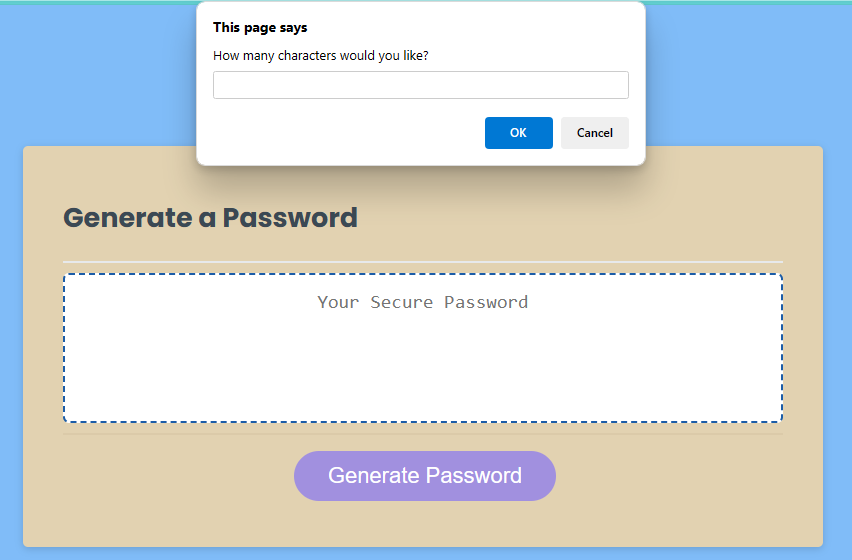 This page says
How many characters would you like?
OK Cancel
Generate a Password
Your Secure Password
Generate Password